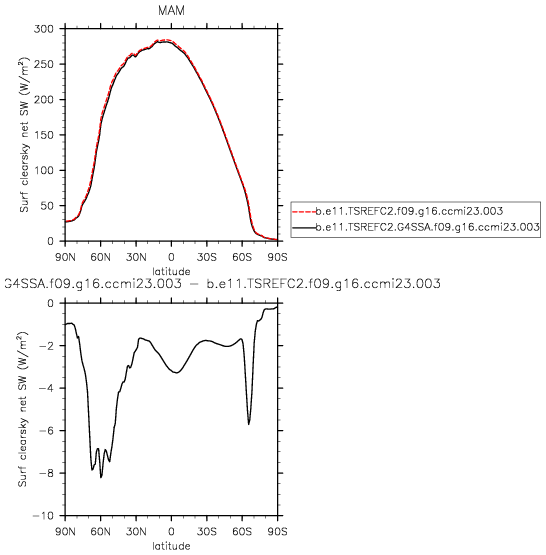 MAM
Surf clearsky net SW (W/m²)
300
250
200
150
100
50
0
90N 60N 30N 0 30S 60S 90S
latitude
b.e11.TSREFC2.f09.g16.ccmi23.003
b.e11.TSREFC2.G4SSA.f09.g16.ccmi23.003
G4SSA.f09.g16.ccmi23.003 − b.e11.TSREFC2.f09.g16.ccmi23.003
Surf clearsky net SW (W/m²)
0
−2
−4
−6
−8
−10
90N 60N 30N 0 30S 60S 90S
latitude